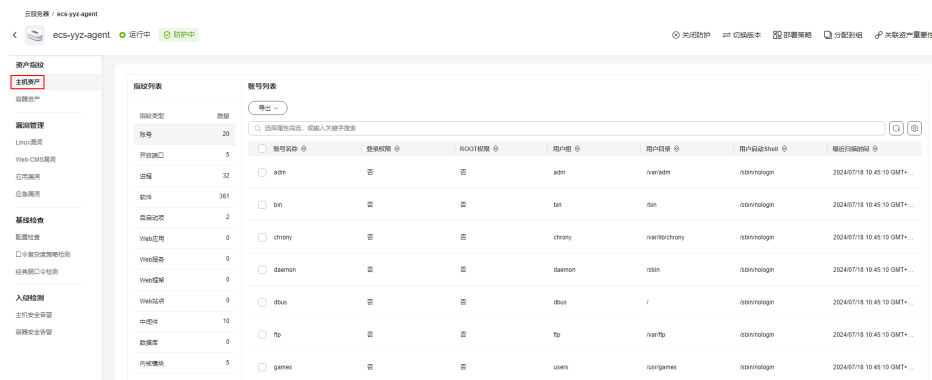 云服务器 / ecs-yyz-agent
ecs-yyz-agent 运行中 防护中 关闭防护 切换版本 部署策略 分配到组 关联资产重要性
资产指纹
主机资产
容器资产
漏洞管理
Linux漏洞
Web-CMS漏洞
应用漏洞
应急漏洞
基线检查
配置检查
口令复杂度策略检测
经典弱口令检测
入侵检测
主机安全告警
容器安全告警
指纹列表
指纹类型 数量
账号 20
开放端口 5
进程 32
软件 361
自启动项 2
Web应用 0
Web服务 0
Web框架 0
Web站点 0
中间件 10
数据库 0
内核模块 5
账号列表
导出
选择属性筛选，或输入关键字搜索
账号名称 登录权限 ROOT权限 用户组 用户目录 用户启动Shell 最近扫描时间
adm 否 否 adm /var/adm /sbin/nologin 2024/07/18 10:45:10 GMT+...
bin 否 否 bin /bin /sbin/nologin 2024/07/18 10:45:10 GMT+...
chrony 否 否 chrony /var/lib/chrony /sbin/nologin 2024/07/18 10:45:10 GMT+...
daemon 否 否 daemon /sbin /sbin/nologin 2024/07/18 10:45:10 GMT+...
dbus 否 否 dbus / /sbin/nologin 2024/07/18 10:45:10 GMT+...
ftp 否 否 ftp /var/ftp /sbin/nologin 2024/07/18 10:45:10 GMT+...
games 否 否 users /usr/games /sbin/nologin 2024/07/18 10:45:10 GMT+...